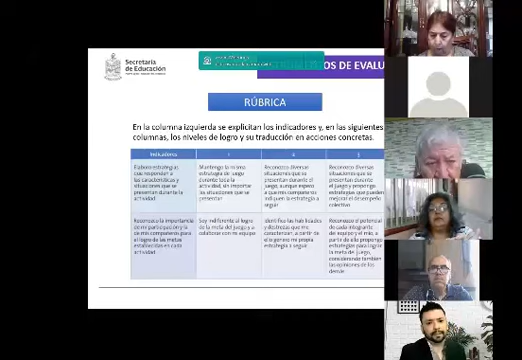 Secretaría
de Educación
OS DE EVALU
RÚBRICA
En la columna izquierda se explicitan los indicadores y, en las siguientes
columnas, los niveles de logro y su traducción en acciones concretas.
Indicadores
1
2
3
Elaboro estrategias
que responden a
las características y
situaciones que se
presentan durante la
actividad.
Mantengo la misma
estrategia de juego
durante toda la
actividad, sin importar
las situaciones que se
presentan
Reconozco diversas
situaciones que se
presentan durante el
juego, aunque espero a
que mis compañeros
indiquen la estrategia a
seguir
Reconozco diversas
situaciones que se
presentan durante el
juego y propongo
estrategias que pueden
mejorar el desempeño
colectivo
Reconozco la importancia
de mi participación y la
de mis compañeros para
el logro de las metas
establecidas en cada
actividad
Soy indiferente al logro
de la meta del juego y a
colaborar con mi equipo
Identifico las habilidades
y destrezas que me
caracterizan, a partir de
ello genero mi propia
estrategia a seguir
Reconozco el potencial
de cada integrante
del equipo y el mío, a
partir de ello propongo
estrategias para lograr
la meta del juego,
considerando también
las opiniones de los
demás